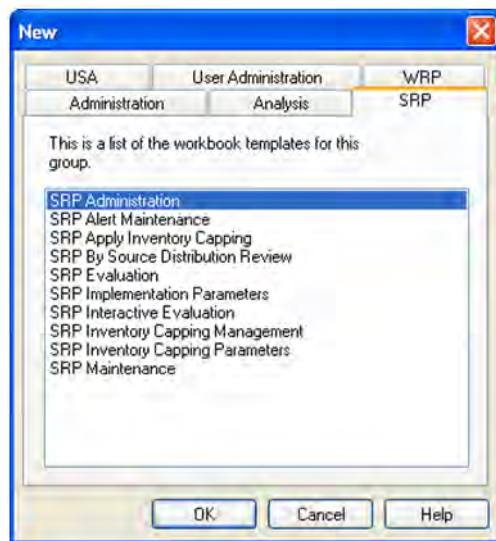 New
USA User Administration WRP
Administration Analysis SRP
This is a list of the workbook templates for this
group.
SRP Administration
SRP Alert Maintenance
SRP Apply Inventory Capping
SRP By Source Distribution Review
SRP Evaluation
SRP Implementation Parameters
SRP Interactive Evaluation
SRP Inventory Capping Management
SRP Inventory Capping Parameters
SRP Maintenance
OK Cancel Help